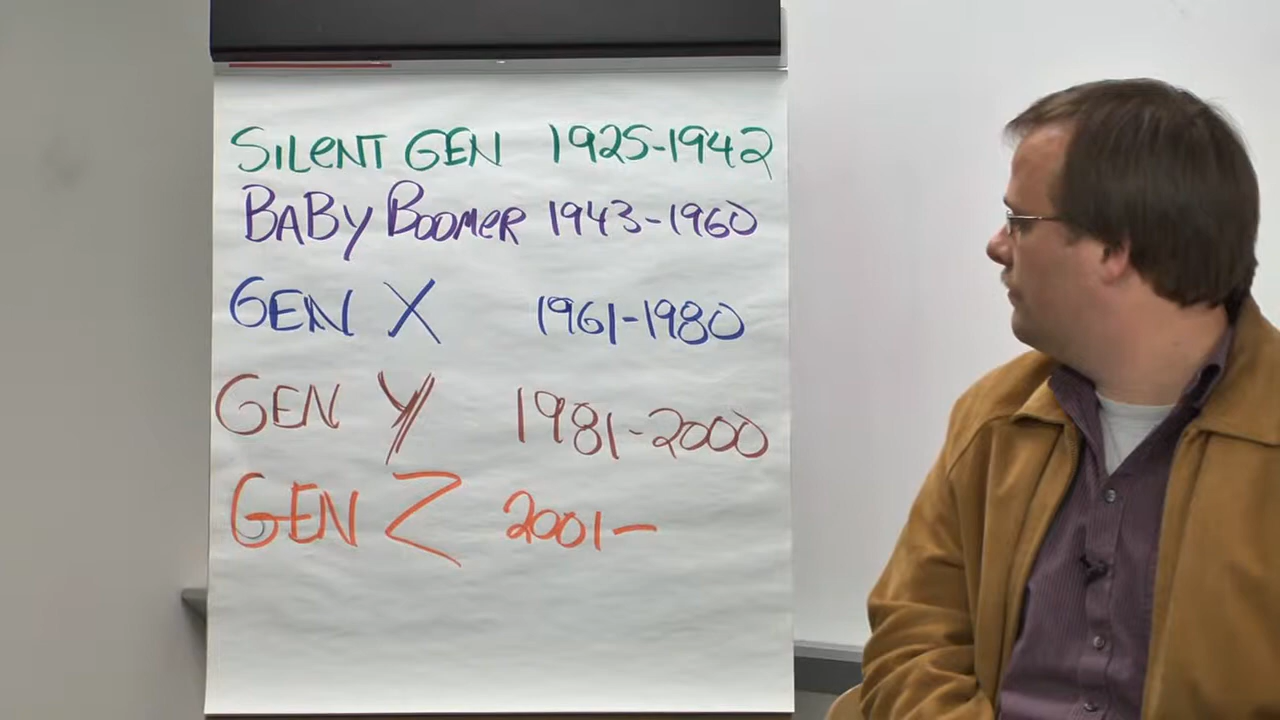 SILeNT GEN 1925-1942
BABY BOOMeR 1943-1960
GEN X 1961-1980
GEN Y 1981-2000
GEN Z 2001-